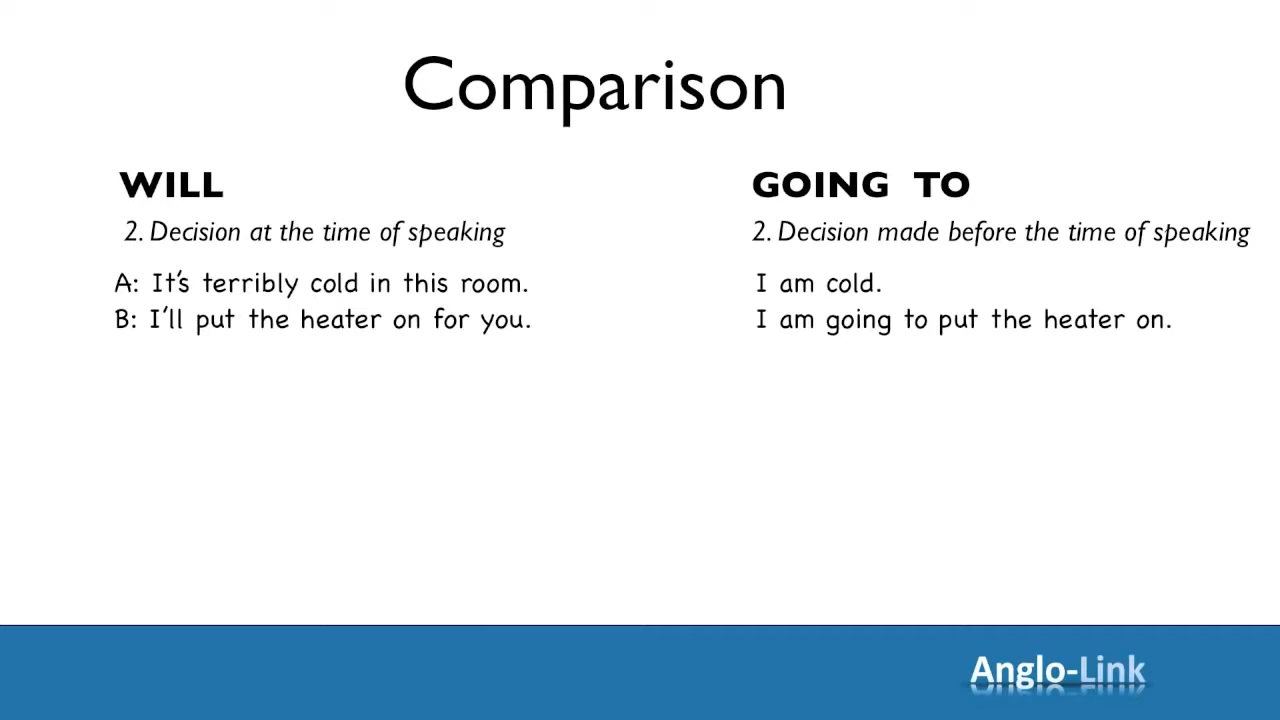 Comparison
WILL
2. Decision at the time of speaking
A: It's terribly cold in this room.
B: I'll put the heater on for you.
GOING TO
2. Decision made before the time of speaking
I am cold.
I am going to put the heater on.
Anglo-Link